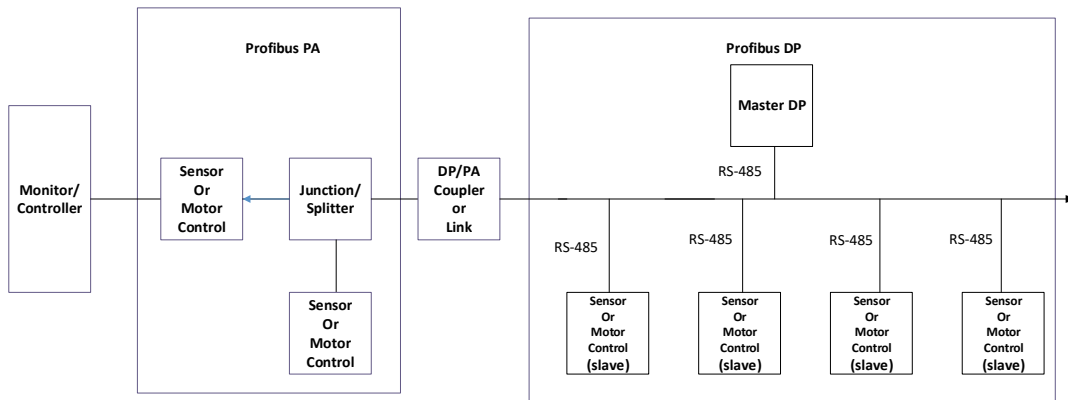 Profibus PA
Profibus DP
Master DP
RS-485
Monitor/
Controller
Sensor
Or
Motor
Control
Junction/
Splitter
DP/PA
Coupler
or
Link
Sensor
Or
Motor
Control
RS-485
RS-485
RS-485
RS-485
Sensor
Or
Motor
Control
(slave)
Sensor
Or
Motor
Control
(slave)
Sensor
Or
Motor
Control
(slave)
Sensor
Or
Motor
Control
(slave)